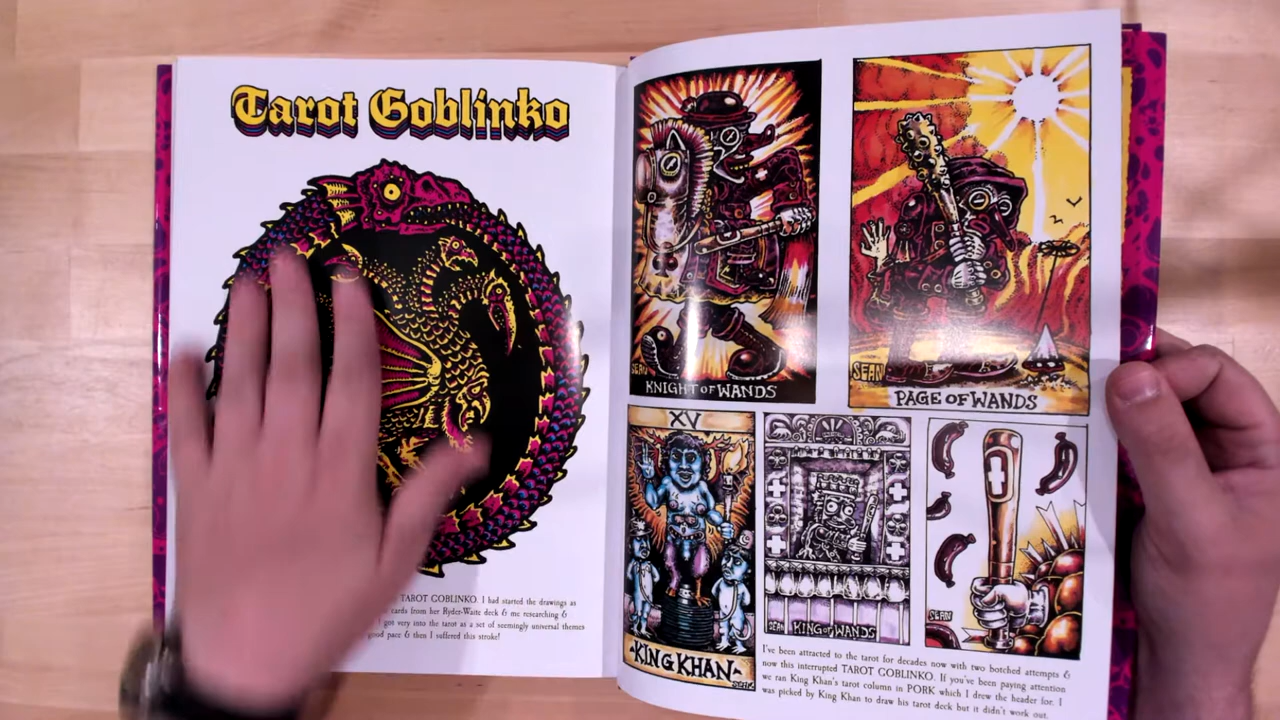 Tarot Goblinko
TAROT GOBLINKO. I had started the drawings as
cards from her Ryder-Waite deck & me researching &
got very into the tarot as a set of seemingly universal themes
good pace & then I suffered this stroke!
SEAN
KNIGHT OF WANDS
SEAN
PAGE OF WANDS
XV
-KING KHAN-
SEAN
KING OF WANDS
SEAN
I've been attracted to the tarot for decades now with two botched attempts &
now this interrupted TAROT GOBLINKO. If you've been paying attention
we ran King Khan's tarot column in PORK which I drew the header for. I
was picked by King Khan to draw his tarot deck but it didn't work out.